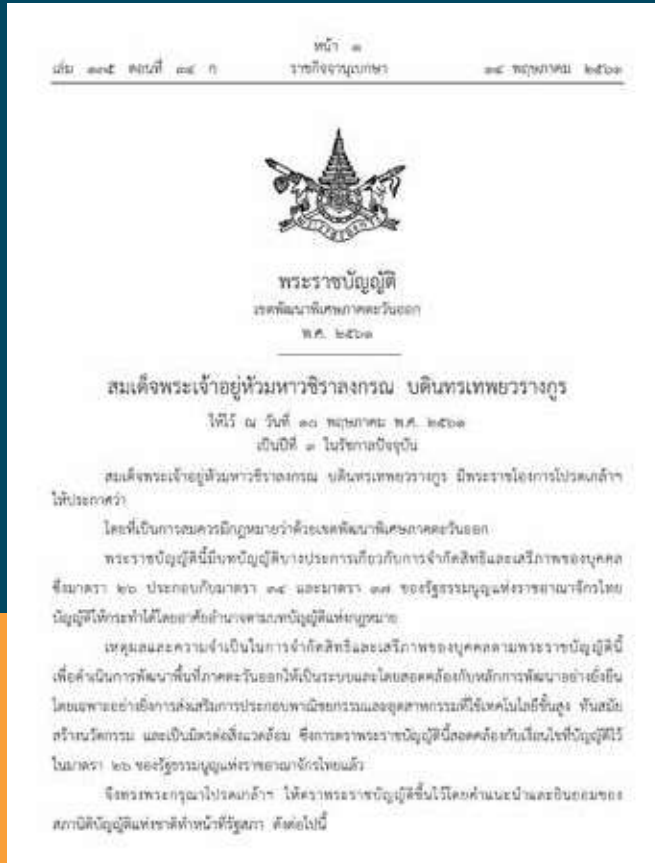 หน้า ๑
เล่ม ๑๓๕ ตอนที่ ๓๔ ก ราชกิจจานุเบกษา ๑๔ พฤษภาคม ๒๕๖๑
พระราชบัญญัติ
เขตพัฒนาพิเศษภาคตะวันออก
พ.ศ. ๒๕๖๑
สมเด็จพระเจ้าอยู่หัวมหาวชิราลงกรณ บดินทรเทพยวรางกูร
ให้ไว้ ณ วันที่ ๑๐ พฤษภาคม พ.ศ. ๒๕๖๑
เป็นปีที่ ๓ ในรัชกาลปัจจุบัน
สมเด็จพระเจ้าอยู่หัวมหาวชิราลงกรณ บดินทรเทพยวรางกูร มีพระราชโองการโปรดเกล้าฯ
ให้ประกาศว่า
โดยที่เป็นการสมควรมีกฎหมายว่าด้วยเขตพัฒนาพิเศษภาคตะวันออก
พระราชบัญญัตินี้มีบทบัญญัติบางประการเกี่ยวกับการจำกัดสิทธิและเสรีภาพของบุคคล
ซึ่งมาตรา ๒๖ ประกอบกับมาตรา ๓๔ และมาตรา ๓๗ ของรัฐธรรมนูญแห่งราชอาณาจักรไทย
บัญญัติให้กระทำได้โดยอาศัยอำนาจตามบทบัญญัติแห่งกฎหมาย
เหตุผลและความจำเป็นในการจำกัดสิทธิและเสรีภาพของบุคคลตามพระราชบัญญัตินี้
เพื่อดำเนินการพัฒนาพื้นที่ภาคตะวันออกให้เป็นระบบและโดยสอดคล้องกับหลักการพัฒนาอย่างยั่งยืน
โดยเฉพาะอย่างยิ่งการส่งเสริมการประกอบพาณิชยกรรมและอุตสาหกรรมที่ใช้เทคโนโลยีขั้นสูง ทันสมัย
สร้างนวัตกรรม และเป็นมิตรต่อสิ่งแวดล้อม ซึ่งการตราพระราชบัญญัตินี้สอดคล้องกับเงื่อนไขที่บัญญัติไว้
ในมาตรา ๒๖ ของรัฐธรรมนูญแห่งราชอาณาจักรไทยแล้ว
จึงทรงพระกรุณาโปรดเกล้าฯ ให้ตราพระราชบัญญัติขึ้นไว้โดยคำแนะนำและยินยอมของ
สภานิติบัญญัติแห่งชาติทำหน้าที่รัฐสภา ดังต่อไปนี้